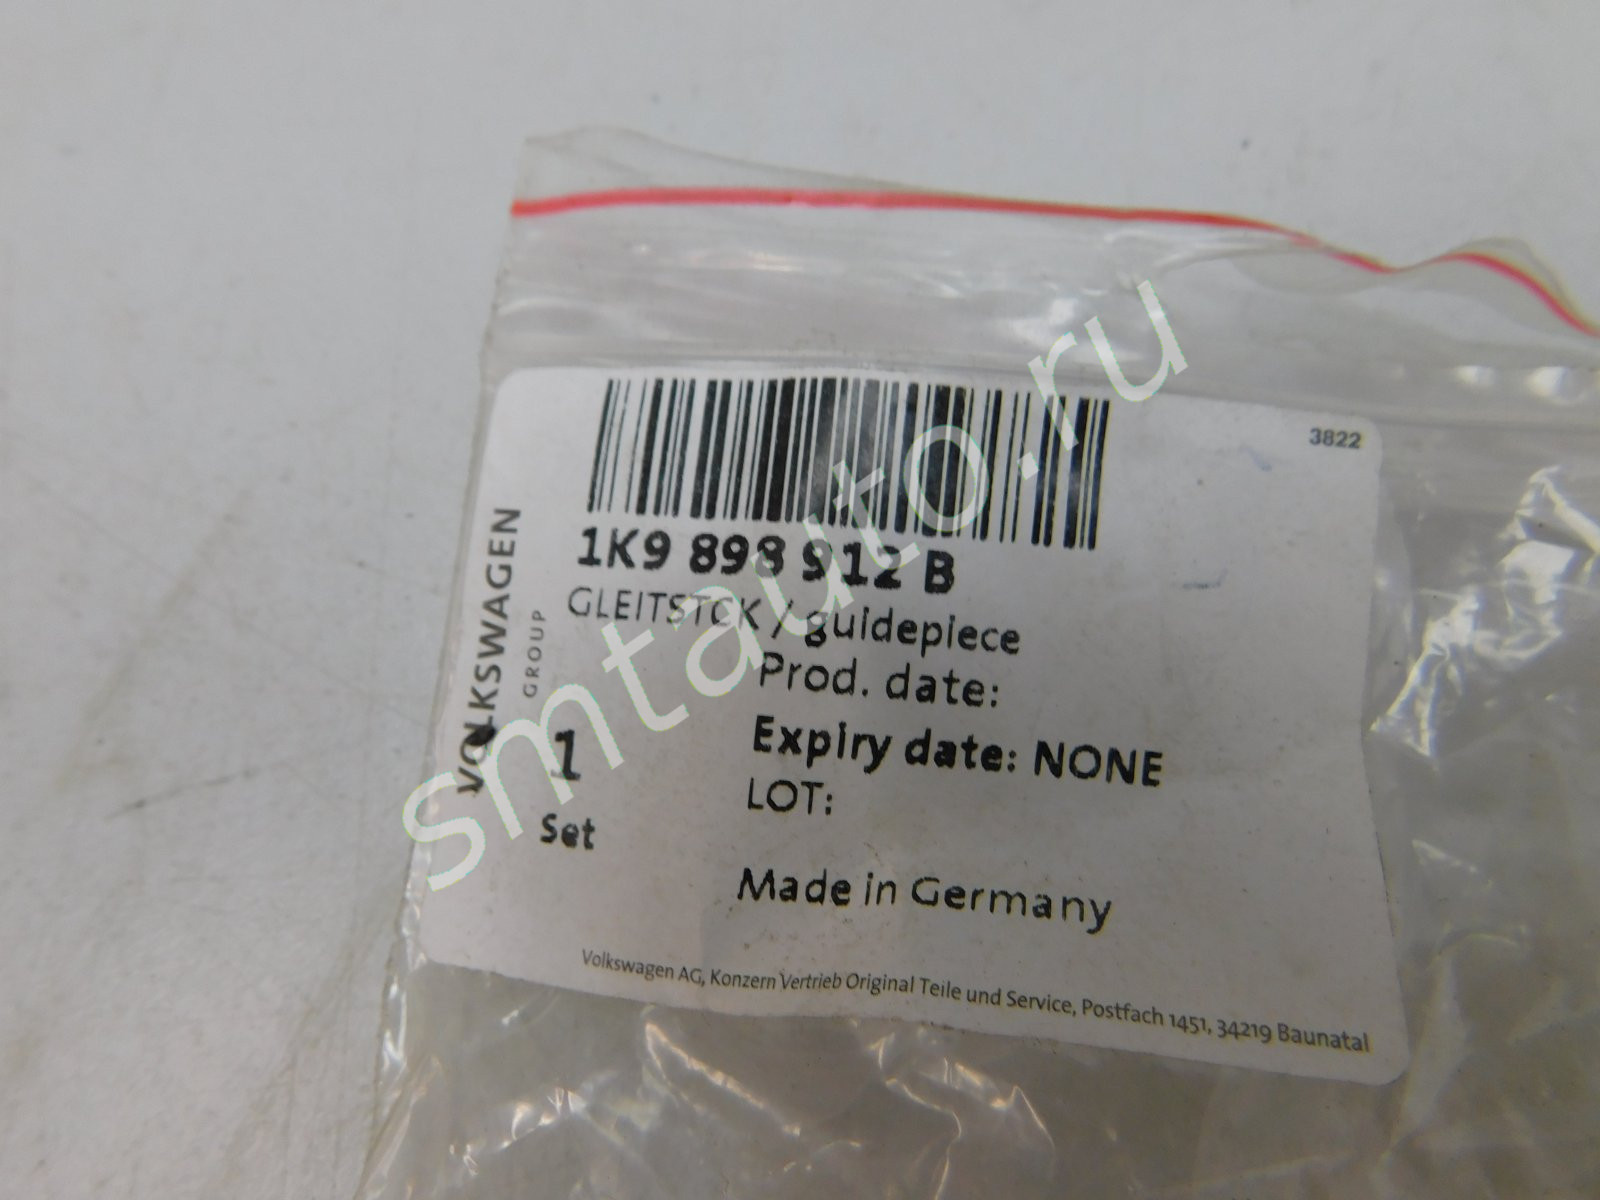 3822
1K9 898 912 B
GLEITSTCK / guidepiece
Prod. date:
Expiry date: NONE
LOT:
1
Set
Made in Germany
VOLKSWAGEN
GROUP
Volkswagen AG, Konzern Vertrieb Original Teile und Service, Postfach 1451, 34219 Baunatal
smtauto.ru